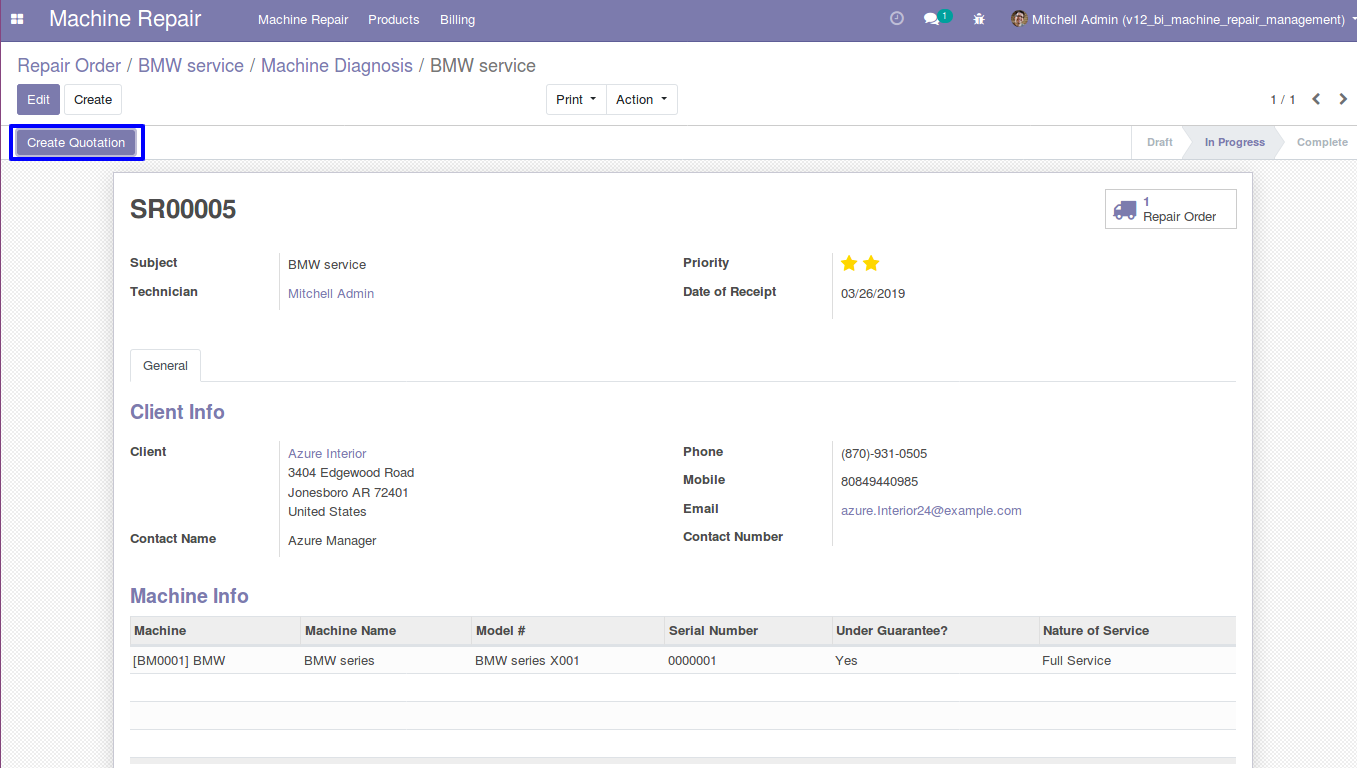 Machine Repair Machine Repair Products Billing 1 Mitchell Admin (v12_bi_machine_repair_management)
Repair Order / BMW service / Machine Diagnosis / BMW service
Edit Create Print Action 1 / 1
Create Quotation Draft In Progress Complete
SR00005
1
Repair Order
Subject BMW service Priority
Technician Mitchell Admin Date of Receipt 03/26/2019
General
Client Info
Client Azure Interior Phone (870)-931-0505
3404 Edgewood Road
Jonesboro AR 72401 Mobile 80849440985
United States Email azure.Interior24@example.com
Contact Name Azure Manager Contact Number
Machine Info
Machine Machine Name Model # Serial Number Under Guarantee? Nature of Service
[BM0001] BMW BMW series BMW series X001 0000001 Yes Full Service